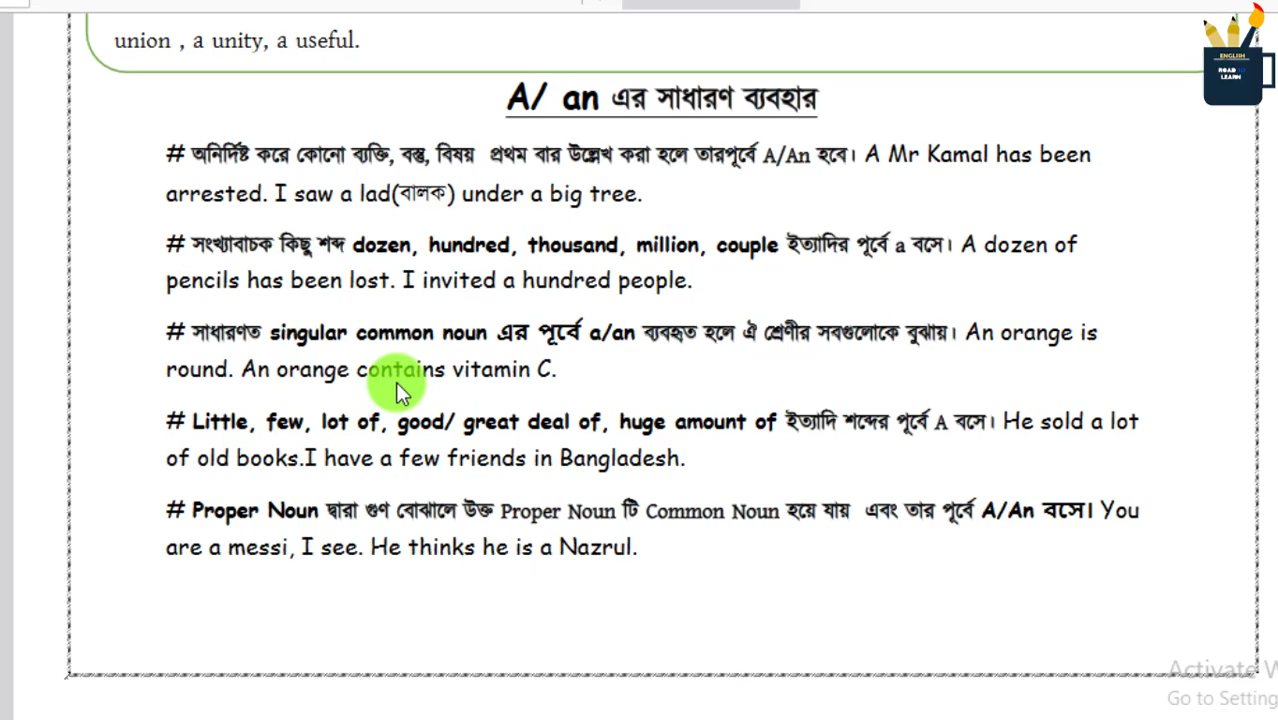 union , a unity, a useful.
ENGLISH
ROAD TO
LEARN
A/ an এর সাধারণ ব্যবহার
# অনির্দিষ্ট করে কোনো ব্যক্তি, বস্তু, বিষয় প্রথম বার উল্লেখ করা হলে তারপূর্বে A/An হবে। A Mr Kamal has been
arrested. I saw a lad(বালক) under a big tree.
# সংখ্যাবাচক কিছু শব্দ dozen, hundred, thousand, million, couple ইত্যাদির পূর্বে a বসে। A dozen of
pencils has been lost. I invited a hundred people.
# সাধারণত singular common noun এর পূর্বে a/an ব্যবহৃত হলে ঐ শ্রেণীর সবগুলোকে বুঝায়। An orange is
round. An orange contains vitamin C.
# Little, few, lot of, good/ great deal of, huge amount of ইত্যাদি শব্দের পূর্বে A বসে। He sold a lot
of old books.I have a few friends in Bangladesh.
# Proper Noun দ্বারা গুণ বোঝালে উক্ত Proper Noun টি Common Noun হয়ে যায় এবং তার পূর্বে A/An বসে। You
are a messi, I see. He thinks he is a Nazrul.
Activate W
Go to Setting